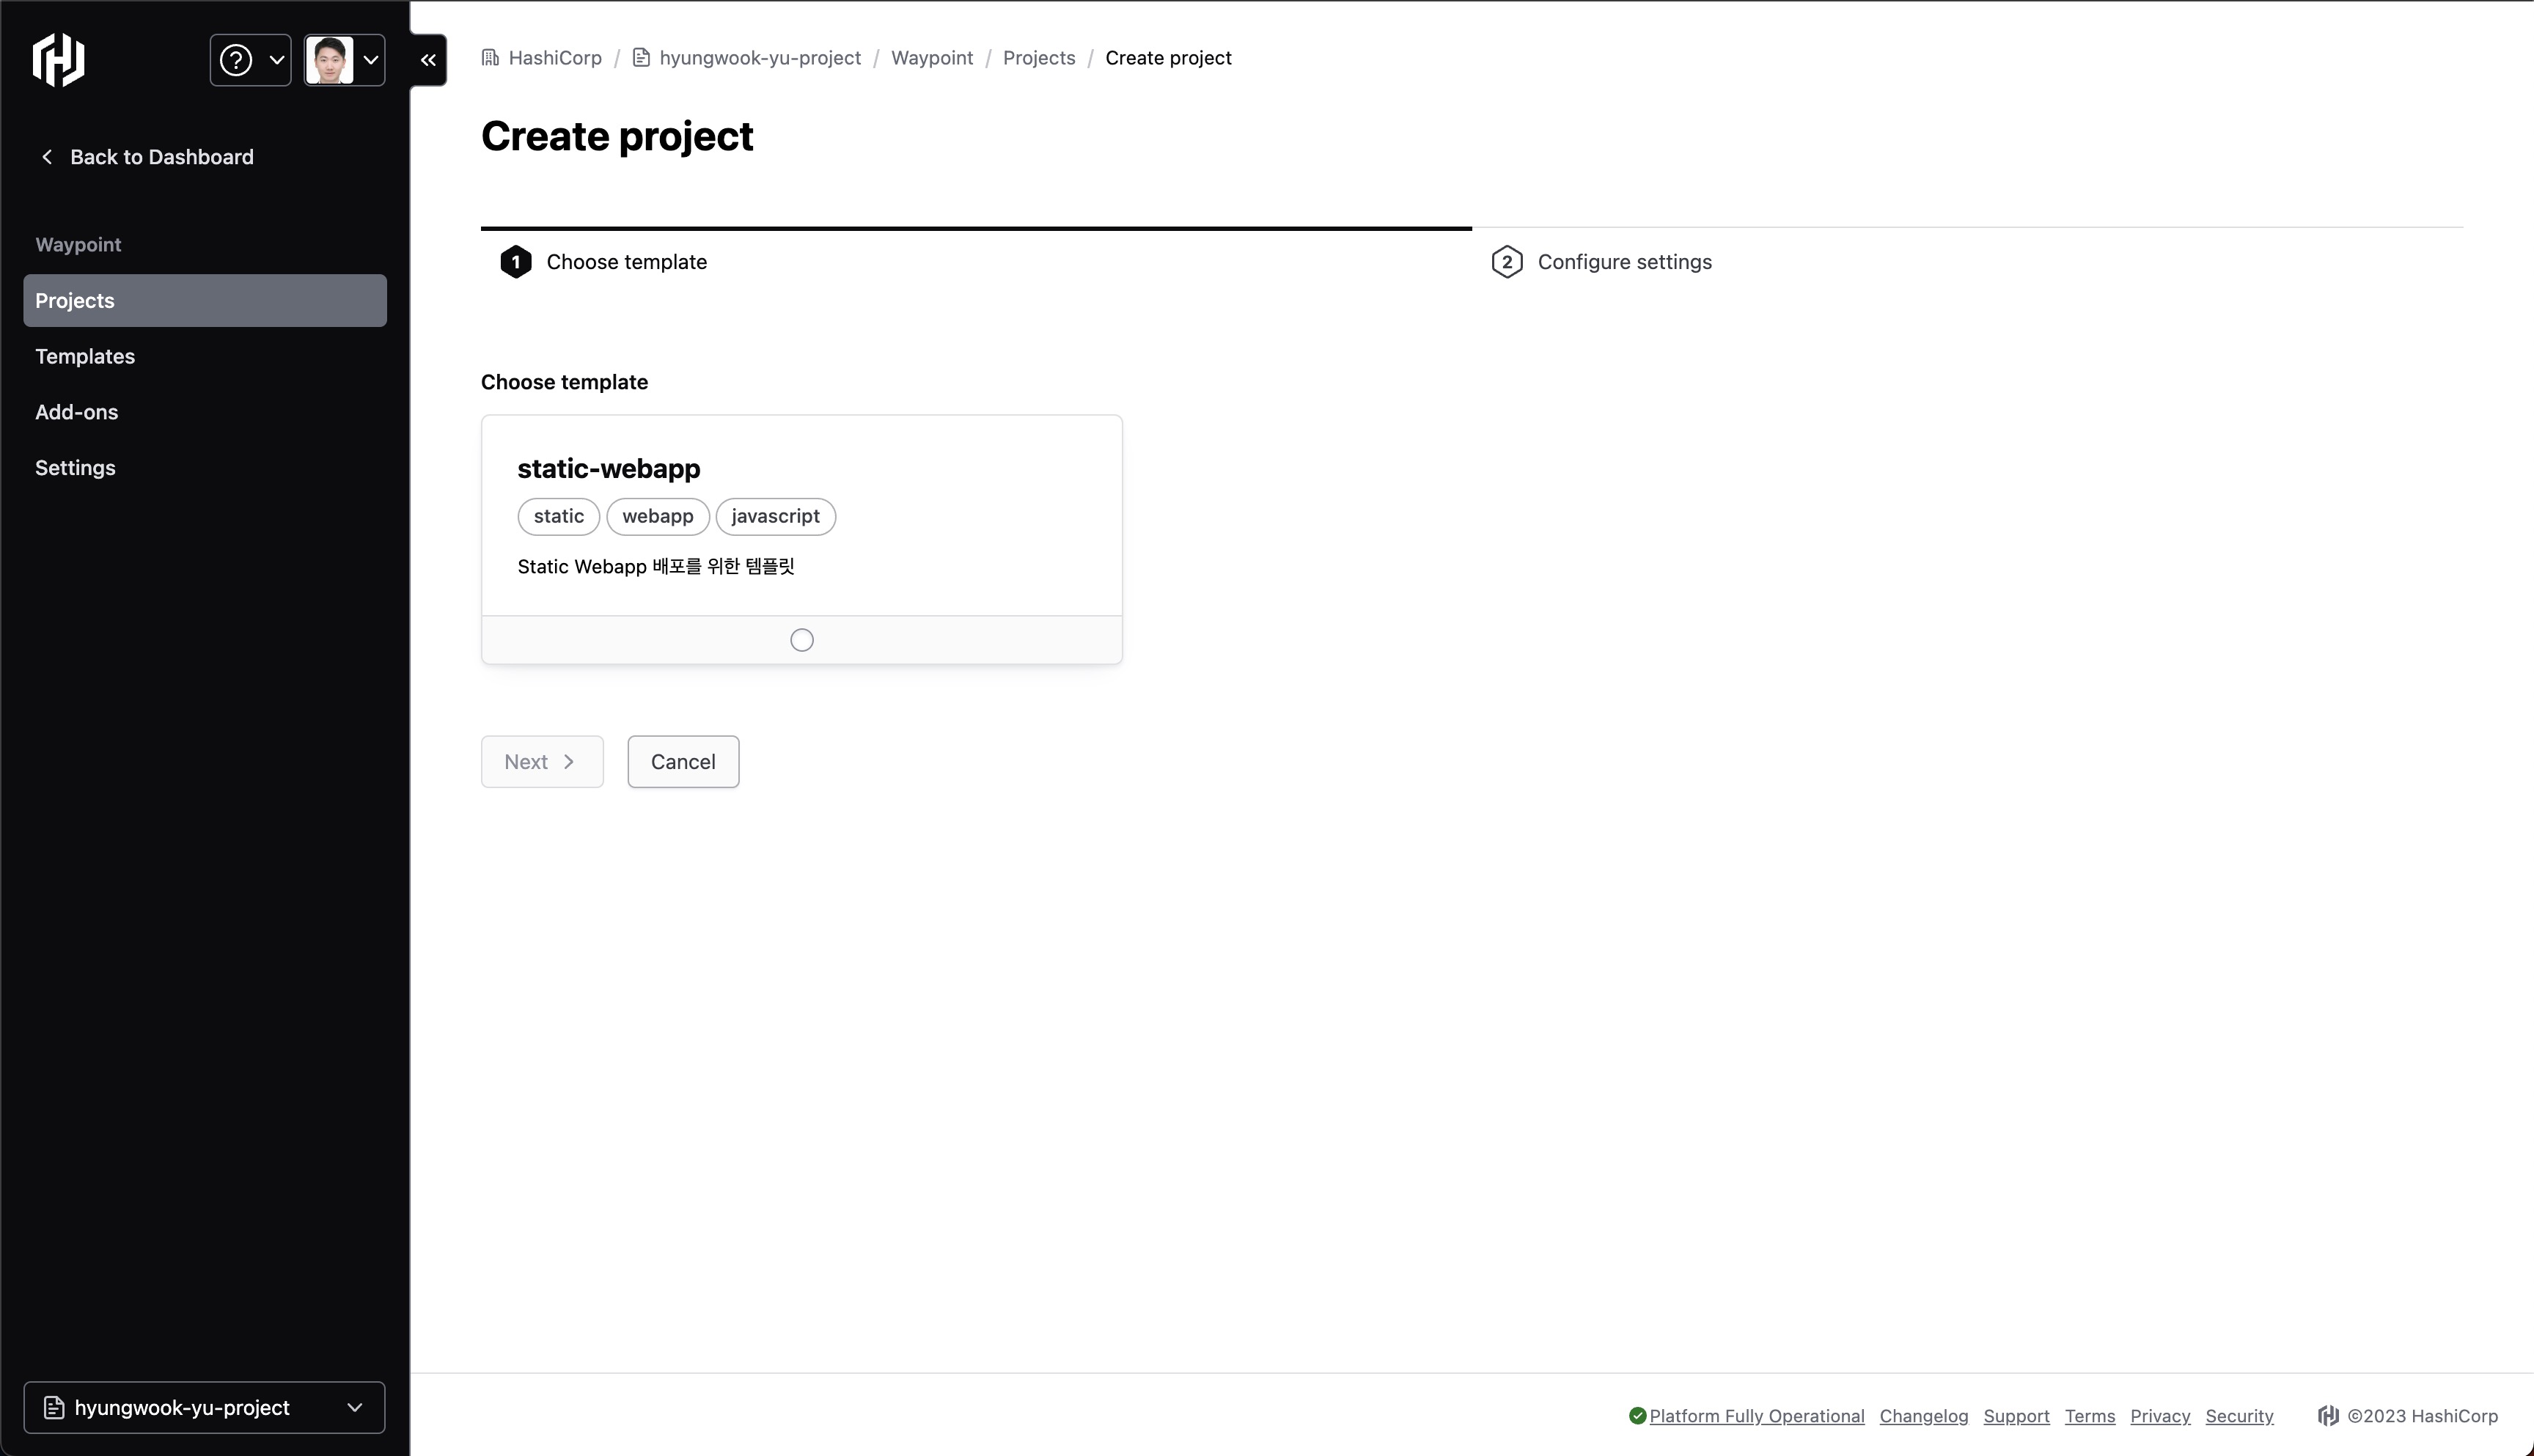 HashiCorp / hyungwook-yu-project / Waypoint / Projects / Create project
Back to Dashboard
Waypoint
Projects
Templates
Add-ons
Settings
hyungwook-yu-project
Create project
1 Choose template
2 Configure settings
Choose template
static-webapp
static webapp javascript
Static Webapp 배포를 위한 템플릿
Next
Cancel
Platform Fully Operational Changelog Support Terms Privacy Security ©2023 HashiCorp